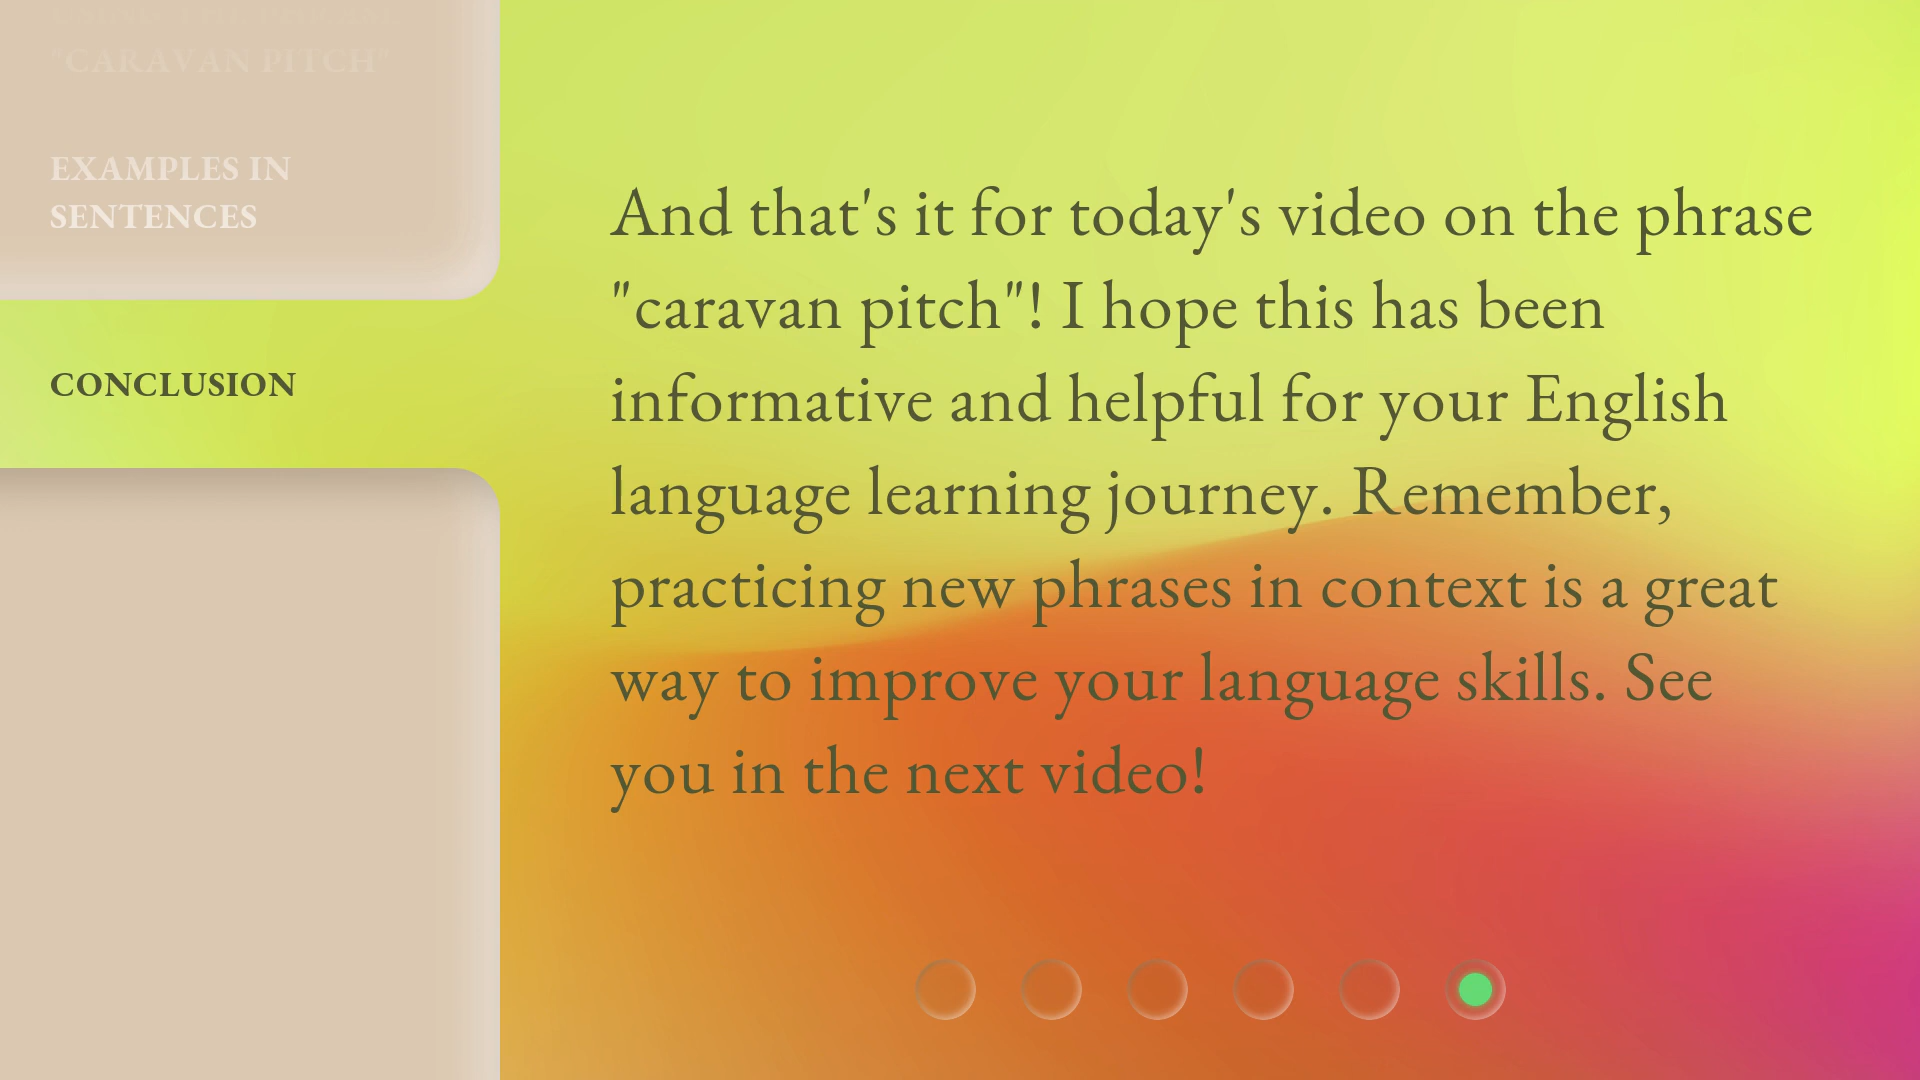 "CARAVAN PITCH"
EXAMPLES IN
SENTENCES
CONCLUSION
And that's it for today's video on the phrase
"caravan pitch"! I hope this has been
informative and helpful for your English
language learning journey. Remember,
practicing new phrases in context is a great
way to improve your language skills. See
you in the next video!